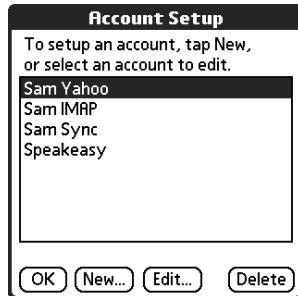 Account Setup
To setup an account, tap New,
or select an account to edit.
Sam Yahoo
Sam IMAP
Sam Sync
Speakeasy
OK New... Edit... Delete